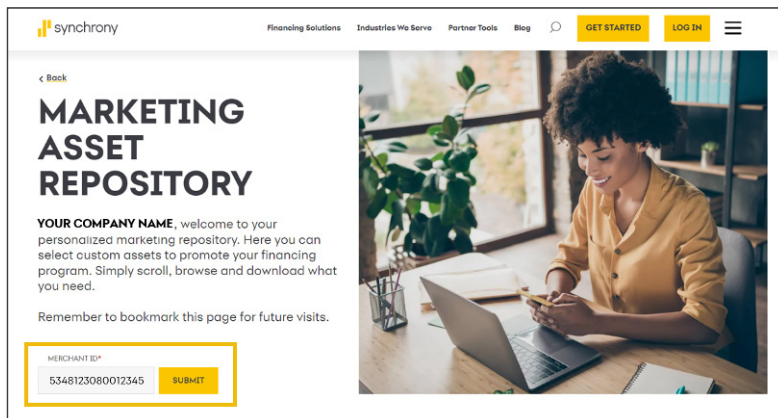 synchrony
Financing Solutions Industries We Serve Partner Tools Blog GET STARTED LOG IN
Back
MARKETING
ASSET
REPOSITORY
YOUR COMPANY NAME, welcome to your
personalized marketing repository. Here you can
select custom assets to promote your financing
program. Simply scroll, browse and download what
you need.
Remember to bookmark this page for future visits.
MERCHANT ID*
5348123080012345 SUBMIT